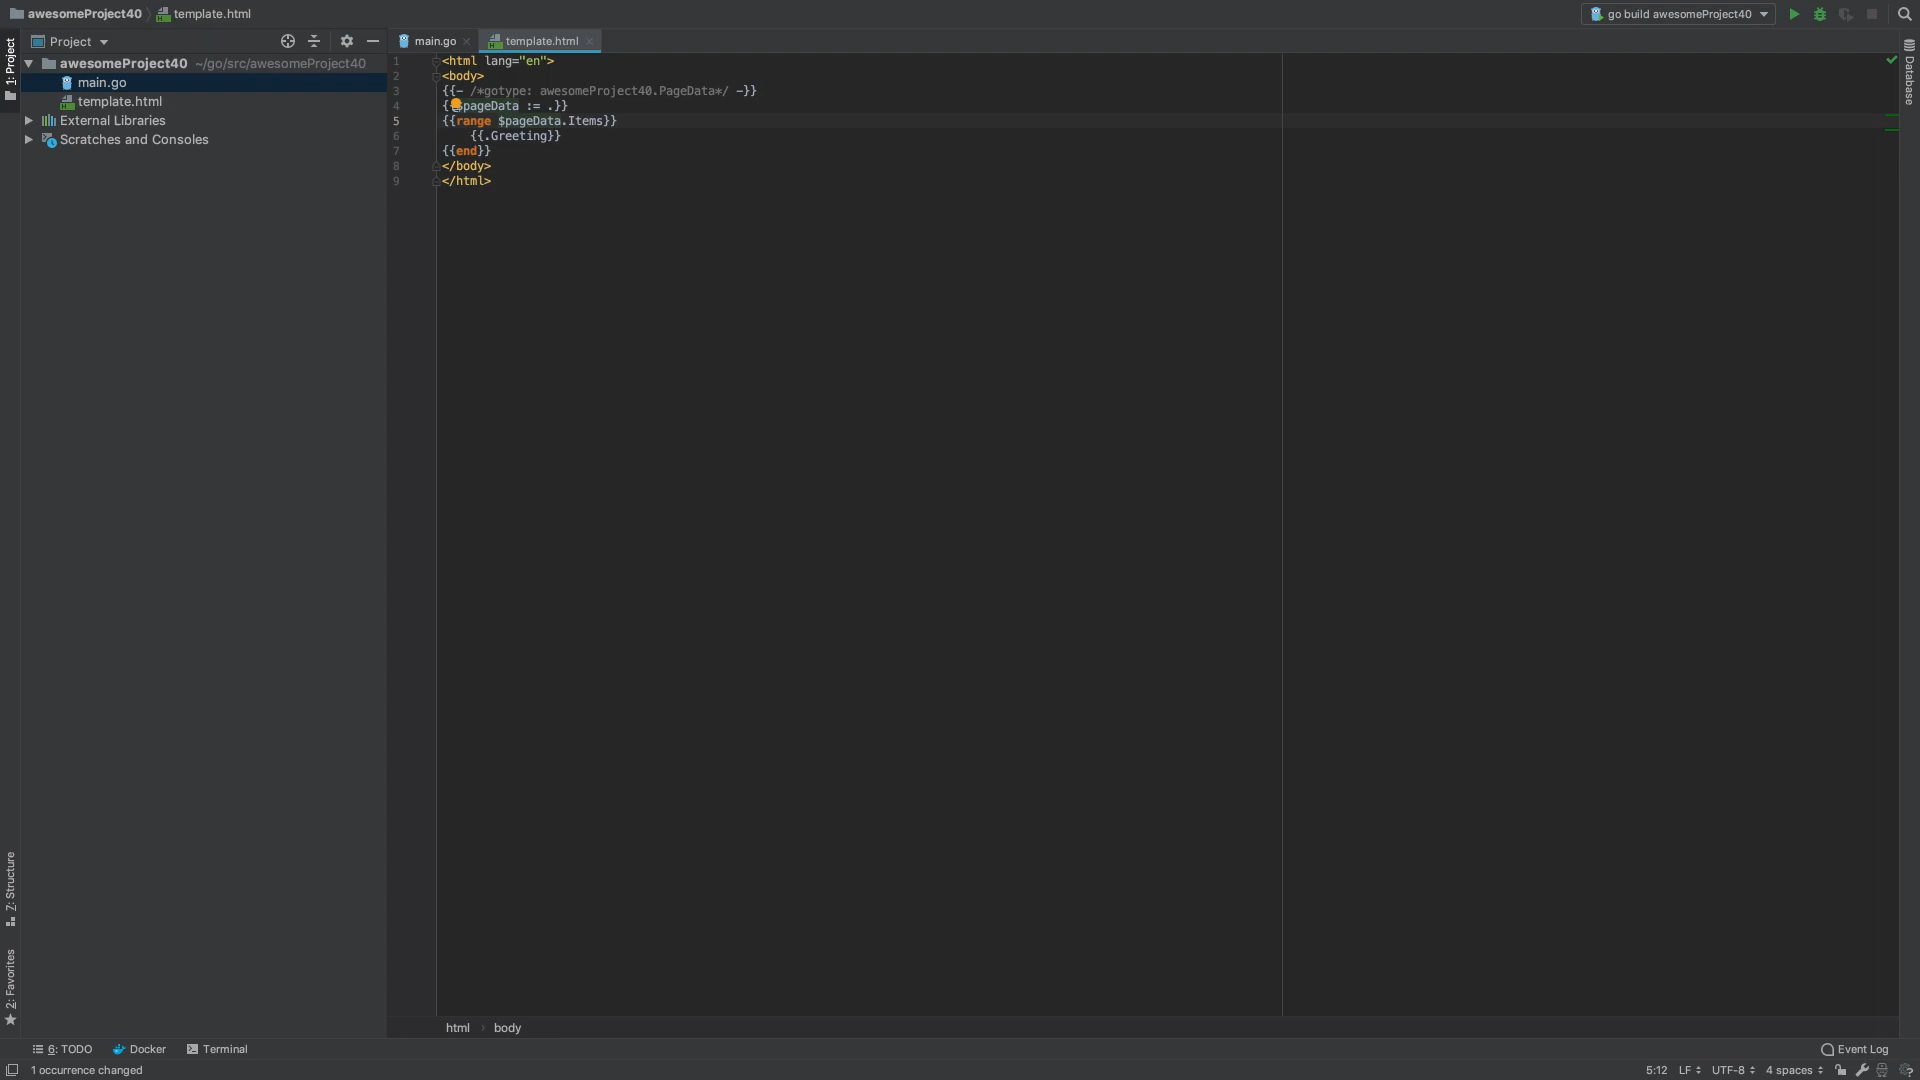 awesomeProject40 template.html
go build awesomeProject40
1: Project
Project
main.go
template.html
Database
awesomeProject40 ~/go/src/awesomeProject40
main.go
template.html
External Libraries
Scratches and Consoles
1 <html lang="en">
2 <body>
3 {{- /*gotype: awesomeProject40.PageData*/ -}}
4 {{$pageData := .}}
5 {{range $pageData.Items}}
6 {{.Greeting}}
7 {{end}}
8 </body>
9 </html>
Z: Structure
2: Favorites
html › body
6: TODO Docker Terminal
Event Log
1 occurrence changed
5:12 LF UTF-8 4 spaces